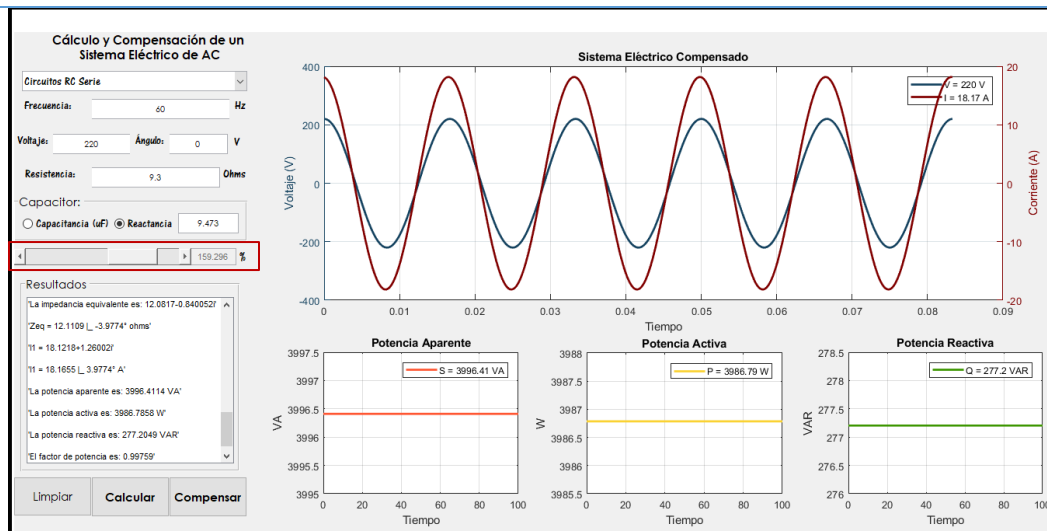 Cálculo y Compensación de un
Sistema Eléctrico de AC
Circuitos RC Serie
Frecuencia: 60 Hz
Voltaje: 220 Ángulo: 0 V
Resistencia: 9.3 Ohms
Capacitor:
Capacitancia (uF) Reactancia 9.473
159.296 %
Resultados
'La impedancia equivalente es: 12.0817-0.840052i'
'Zeq = 12.1109 |_ -3.9774° ohms'
'I1 = 18.1218+1.26002i'
'I1 = 18.1655 |_ 3.9774° A'
'La potencia aparente es: 3996.4114 VA'
'La potencia activa es: 3986.7858 W'
'La potencia reactiva es: 277.2049 VAR'
'El factor de potencia es: 0.99759'
Limpiar Calcular Compensar
Sistema Eléctrico Compensado
V = 220 V
I = 18.17 A
Voltaje (V)
400
200
0
-200
-400
Corriente (A)
20
10
0
-10
-20
0 0.01 0.02 0.03 0.04 0.05 0.06 0.07 0.08 0.09
Tiempo
Potencia Aparente
S = 3996.41 VA
VA
3997.5
3997
3996.5
3996
3995.5
3995
0 20 40 60 80 100
Tiempo
Potencia Activa
P = 3986.79 W
W
3988
3987.5
3987
3986.5
3986
3985.5
0 20 40 60 80 100
Tiempo
Potencia Reactiva
Q = 277.2 VAR
VAR
278.5
278
277.5
277
276.5
276
0 20 40 60 80 100
Tiempo